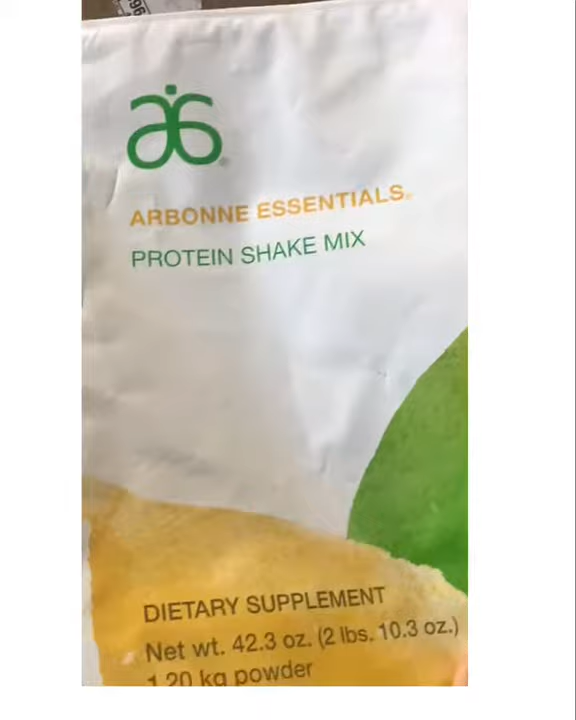 ARBONNE ESSENTIALS®
PROTEIN SHAKE MIX
DIETARY SUPPLEMENT
Net wt. 42.3 oz. (2 lbs. 10.3 oz.)
1.20 kg powder